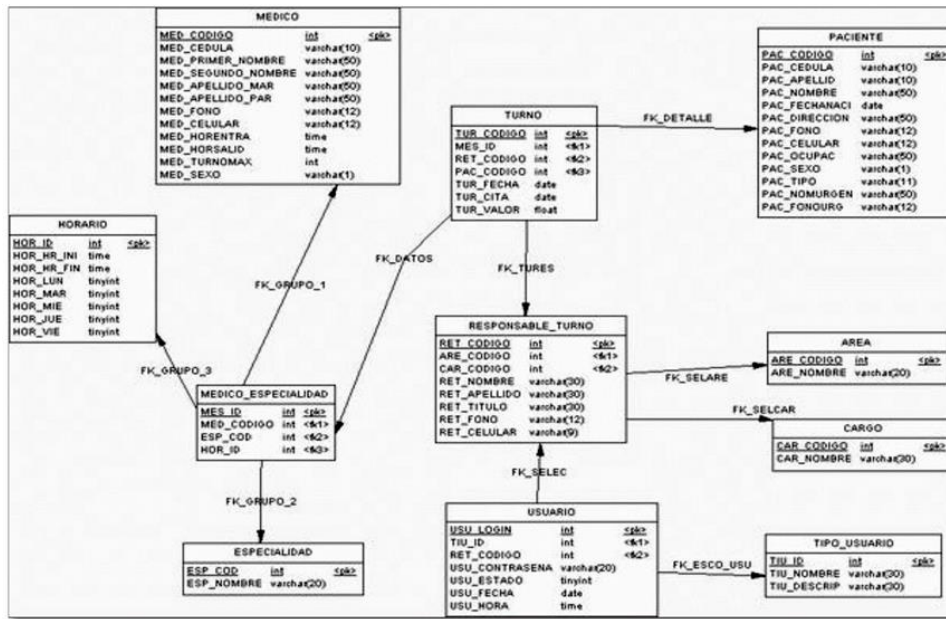 MEDICO
MED_CODIGO int <pk>
MED_CEDULA varchar(10)
MED_PRIMER_NOMBRE varchar(50)
MED_SEGUNDO_NOMBRE varchar(50)
MED_APELLIDO_MAR varchar(50)
MED_APELLIDO_PAR varchar(50)
MED_FONO varchar(12)
MED_CELULAR varchar(12)
MED_HORENTRA time
MED_HORSALID time
MED_TURNOMAX int
MED_SEXO varchar(1)
PACIENTE
PAC_CODIGO int <pk>
PAC_CEDULA varchar(10)
PAC_APELLID varchar(10)
PAC_NOMBRE varchar(50)
PAC_FECHANACI date
PAC_DIRECCION varchar(50)
PAC_FONO varchar(12)
PAC_CELULAR varchar(12)
PAC_OCUPAC varchar(50)
PAC_SEXO varchar(1)
PAC_TIPO varchar(11)
PAC_NOMURGEN varchar(50)
PAC_FONOURG varchar(12)
TURNO
TUR_CODIGO int <pk>
MES_ID int <fk1>
RET_CODIGO int <fk2>
PAC_CODIGO int <fk3>
TUR_FECHA date
TUR_CITA date
TUR_VALOR float
FK_DETALLE
HORARIO
HOR_ID int <pk>
HOR_HR_INI time
HOR_HR_FIN time
HOR_LUN tinyint
HOR_MAR tinyint
HOR_MIE tinyint
HOR_JUE tinyint
HOR_VIE tinyint
FK_GRUPO_1
FK_DATOS
FK_TURES
FK_GRUPO_3
RESPONSABLE_TURNO
RET_CODIGO int <pk>
ARE_CODIGO int <fk1>
CAR_CODIGO int <fk2>
RET_NOMBRE varchar(30)
RET_APELLIDO varchar(30)
RET_TITULO varchar(30)
RET_FONO varchar(12)
RET_CELULAR varchar(9)
AREA
ARE_CODIGO int <pk>
ARE_NOMBRE varchar(20)
FK_SELARE
MEDICO_ESPECIALIDAD
MES_ID int <pk>
MED_CODIGO int <fk1>
ESP_COD int <fk2>
HOR_ID int <fk3>
FK_SELCAR
CARGO
CAR_CODIGO int <pk>
CAR_NOMBRE varchar(30)
FK_SELEC
FK_GRUPO_2
USUARIO
USU_LOGIN int <pk>
TIU_ID int <fk1>
RET_CODIGO int <fk2>
USU_CONTRASENA varchar(20)
USU_ESTADO tinyint
USU_FECHA date
USU_HORA time
FK_ESCO_USU
ESPECIALIDAD
ESP_COD int <pk>
ESP_NOMBRE varchar(20)
TIPO_USUARIO
TIU_ID int <pk>
TIU_NOMBRE varchar(30)
TIU_DESCRIP varchar(30)